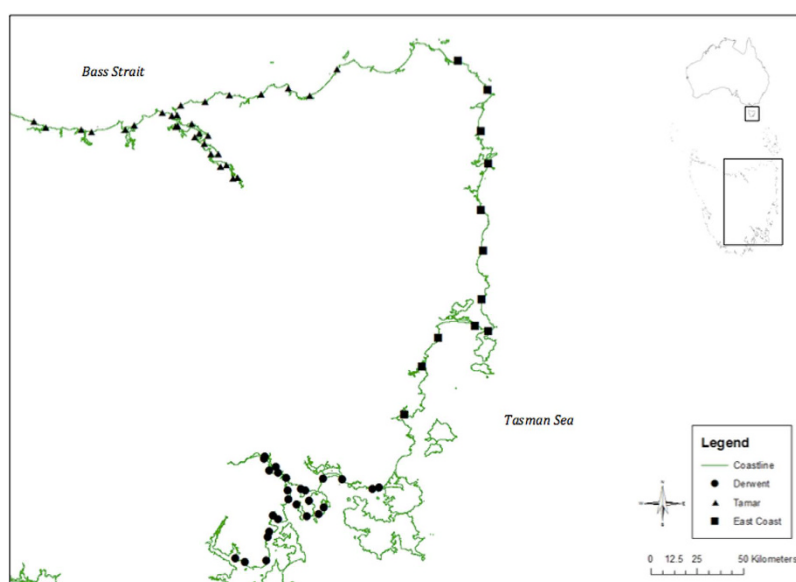 Bass Strait
Tasman Sea
Legend
Coastline
Derwent
Tamar
East Coast
0 12.5 25 50 Kilometers